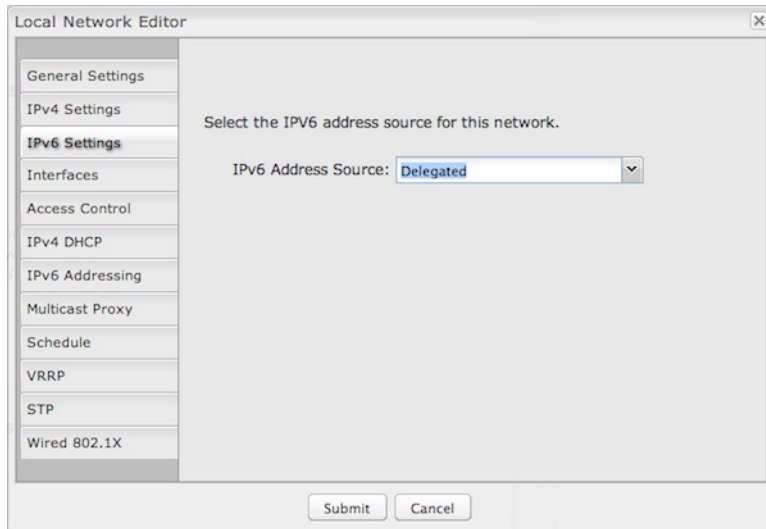 Local Network Editor
General Settings
IPv4 Settings
IPv6 Settings
Interfaces
Access Control
IPv4 DHCP
IPv6 Addressing
Multicast Proxy
Schedule
VRRP
STP
Wired 802.1X
Select the IPV6 address source for this network.
IPv6 Address Source: Delegated
Submit Cancel